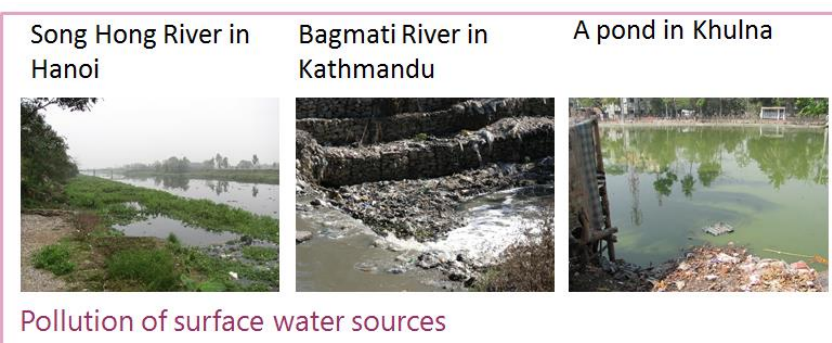 Song Hong River in
Hanoi
Bagmati River in
Kathmandu
A pond in Khulna
Pollution of surface water sources